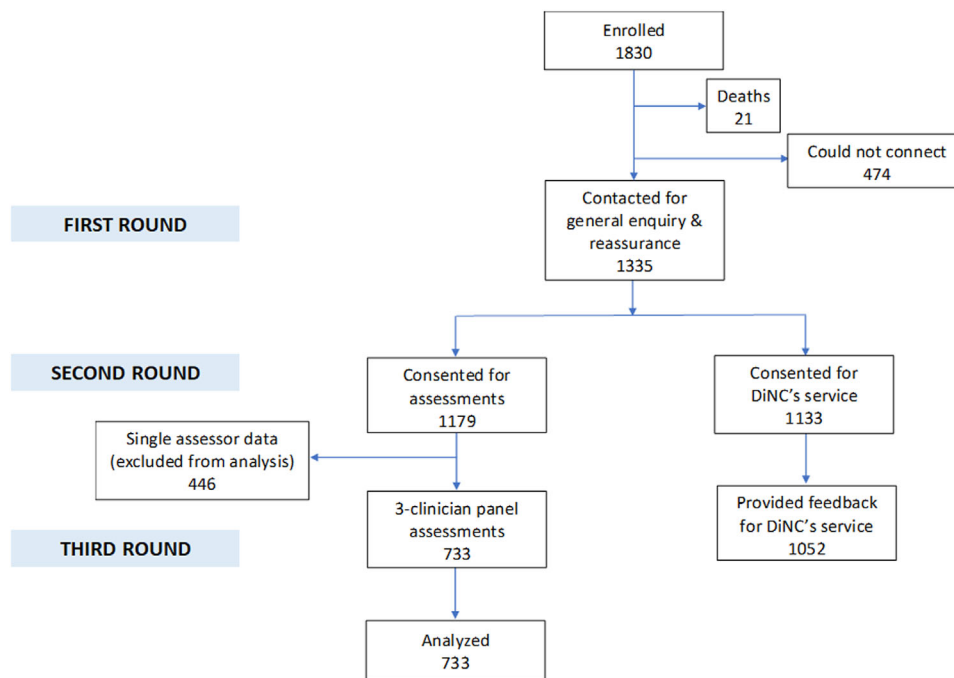 Enrolled
1830
Deaths
21
Could not connect
474
FIRST ROUND
Contacted for
general enquiry &
reassurance
1335
SECOND ROUND
Consented for
assessments
1179
Consented for
DiNC's service
1133
Single assessor data
(excluded from analysis)
446
THIRD ROUND
3-clinician panel
assessments
733
Provided feedback
for DiNC's service
1052
Analyzed
733